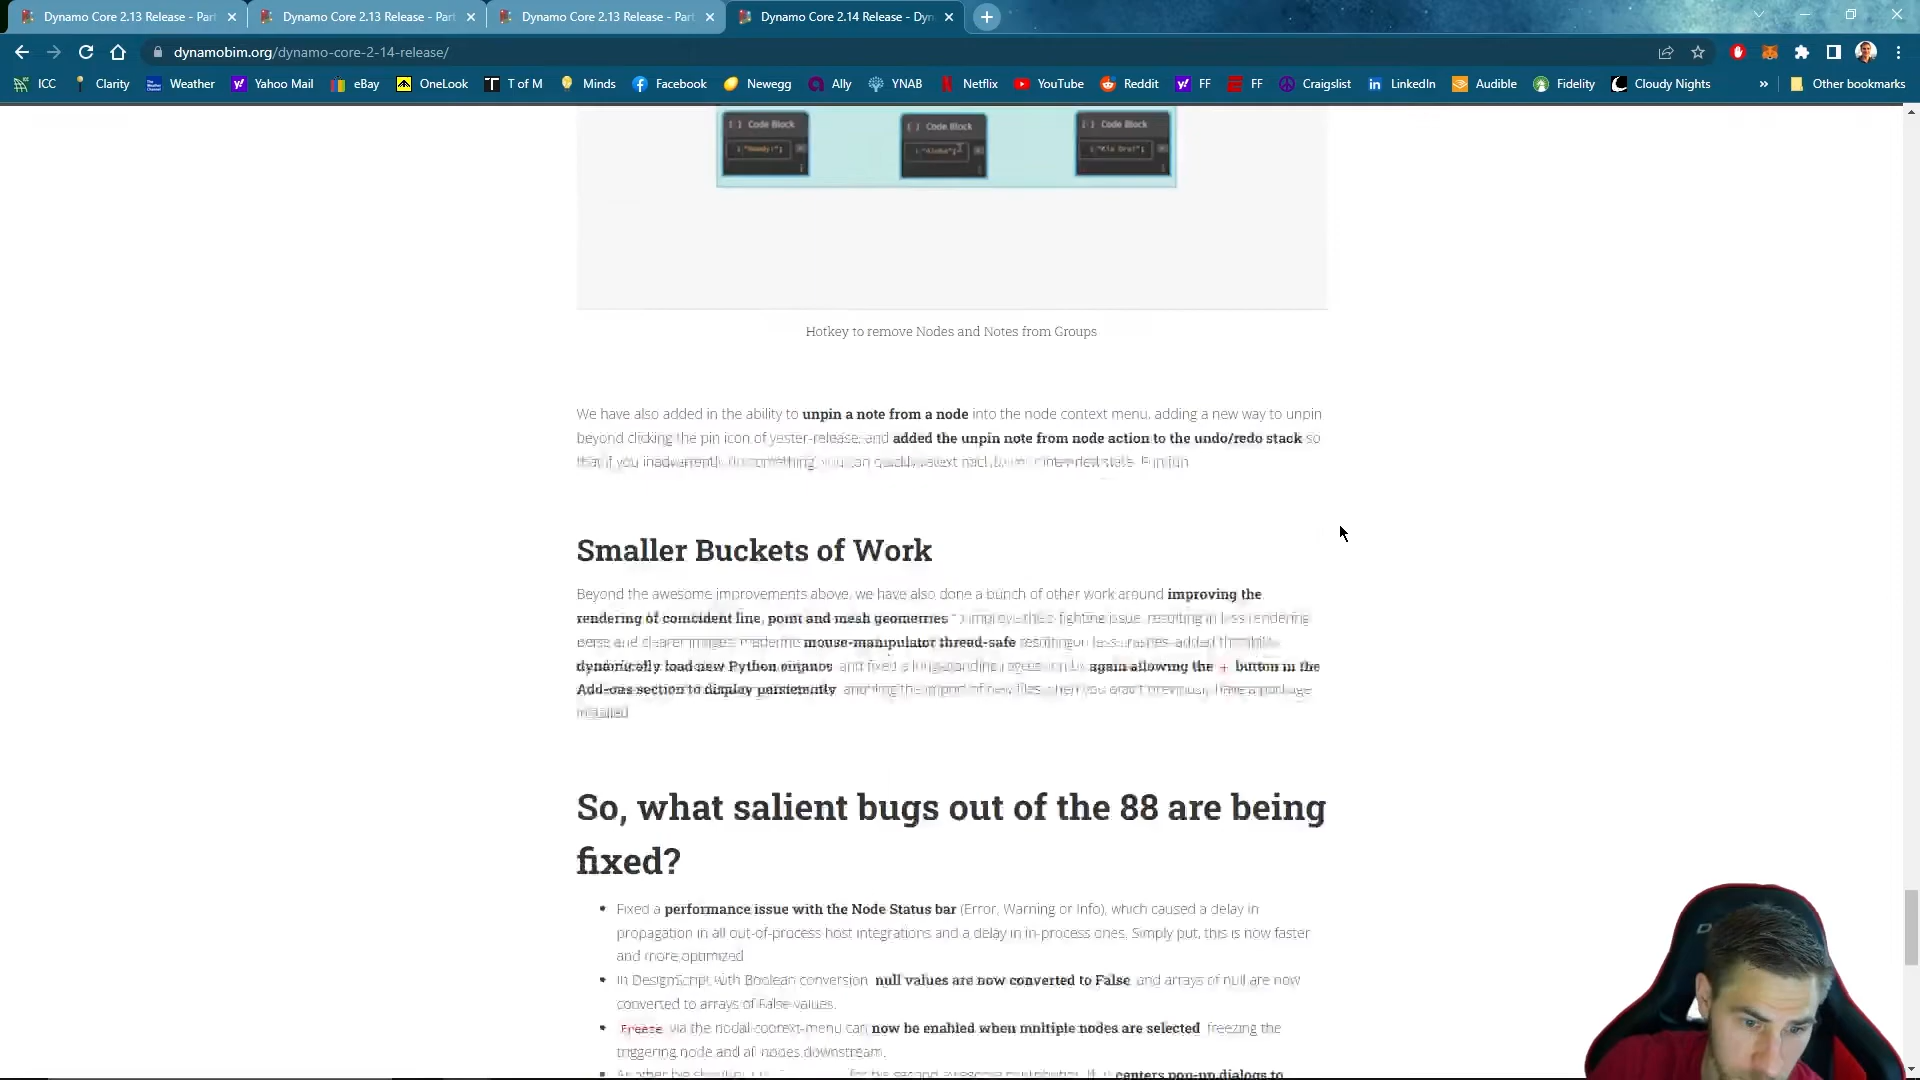 Dynamo Core 2.13 Release - Part
Dynamo Core 2.13 Release - Part
Dynamo Core 2.13 Release - Part
Dynamo Core 2.14 Release - Dyn
dynamobim.org/dynamo-core-2-14-release/
ICC
Clarity
Weather
Yahoo Mail
eBay
OneLook
T of M
Minds
Facebook
Newegg
Ally
YNAB
Netflix
YouTube
Reddit
FF
FF
Craigslist
LinkedIn
Audible
Fidelity
Cloudy Nights
»
Other bookmarks
Code Block
Code Block
Code Block
Hotkey to remove Nodes and Notes from Groups
We have also added in the ability to unpin a note from a node into the node context menu, adding a new way to unpin
beyond clicking the pin icon of yester-release, and added the unpin note from node action to the undo/redo stack so
that if you inadvertently
Smaller Buckets of Work
Beyond the awesome improvements above, we have also done a bunch of other work around improving the
rendering of coincident line, point and mesh geometries fighting issue, resulting in less rendering
mouse-manipulator thread-safe
dynamically load new Python engines and fixed a again allowing the + button in the
Add-ons section to display persistently
installed
So, what salient bugs out of the 88 are being
fixed?
Fixed a performance issue with the Node Status bar (Error, Warning or Info), which caused a delay in
propagation in all out-of-process host integrations and a delay in in-process ones. Simply put, this is now faster
and more optimized
In DesignScript with Boolean conversion null values are now converted to False and arrays of null are now
converted to arrays of False values.
Freeze via the nodal context-menu can now be enabled when multiple nodes are selected freezing the
triggering node and all nodes downstream.
centers pop-up dialogs to